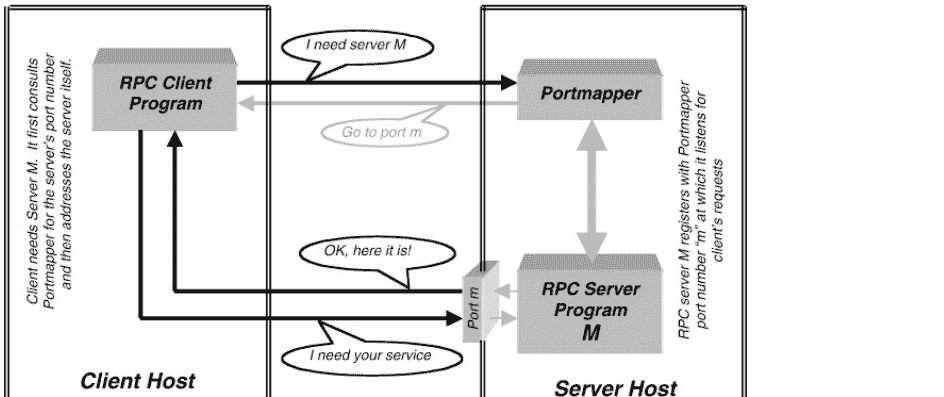 Client needs Server M. It first consults
Portmapper for the server's port number
and then addresses the server itself.
RPC Client
Program
I need server M
Go to port m
Portmapper
RPC server M registers with Portmapper
port number "m" at which it listens for
client's requests
OK, here it is!
Port m
RPC Server
Program
M
I need your service
Client Host
Server Host